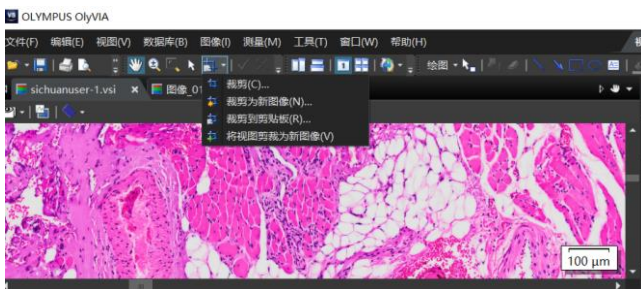 OLYMPUS OlyVIA
文件(F) 编辑(E) 视图(V) 数据库(B) 图像(I) 测量(M) 工具(T) 窗口(W) 帮助(H)
绘图
sichuanuser-1.vsi × 图像_01
裁剪(C)...
裁剪为新图像(N)...
裁剪到剪贴板(R)...
将视图剪裁为新图像(V)
100 µm